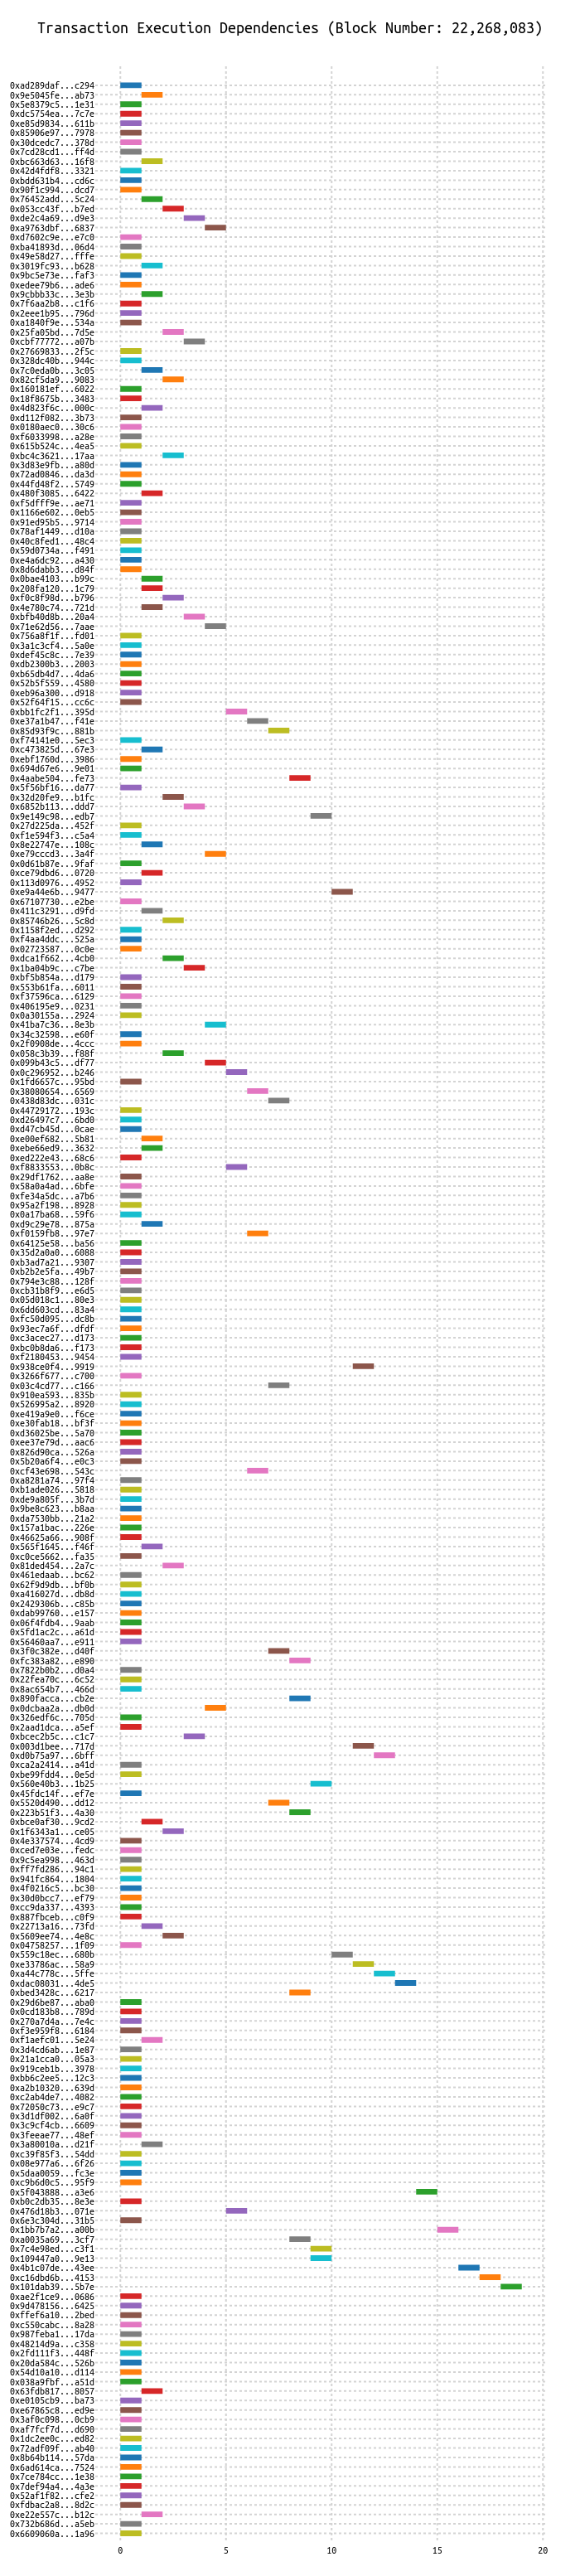 Transaction Execution Dependencies (Block Number: 22,268,083)
0xad289daf...c294
0x9e5045fe...ab73
0x5e8379c5...1e31
0xdc5754ea...7c7e
0xe85d9834...611b
0x85906e97...7978
0x30dcedc7...378d
0x7cd28cd1...ff4d
0xbc663d63...16f8
0x42d4fdf8...3321
0xbdd631b4...cd6c
0x90f1c994...dcd7
0x76452add...5c24
0x053cc43f...b7ed
0xde2c4a69...d9e3
0xa9763dbf...6837
0xd7602c9e...e7c0
0xba41893d...06d4
0x49e58d27...fffe
0x3019fc93...b628
0x9bc5e73e...faf3
0xedee79b6...ade6
0x9cbbb33c...3e3b
0x7f6aa2b8...c1f6
0x2eee1b95...796d
0xa1840f9e...534a
0x25fa05bd...7d5e
0xcbf77772...a07b
0x27669833...2f5c
0x328dc40b...944c
0x7c0eda0b...3c05
0x82cf5da9...9083
0x160181ef...6022
0x18f8675b...3483
0x4d823f6c...000c
0xd112f082...3b73
0x0180aec0...30c6
0xf6033998...a28e
0x615b524c...4ea5
0xbc4c3621...17aa
0x3d83e9fb...a80d
0x72ad0846...da3d
0x44fd48f2...5749
0x480f3085...6422
0xf5dfff9e...ae71
0x1166e602...0eb5
0x91ed95b5...9714
0x78af1449...d10a
0x40c8fed1...48c4
0x59d0734a...f491
0xe4a6dc92...a430
0x8d6dabb3...d84f
0x0bae4103...b99c
0x208fa120...1c79
0xf0c8f98d...b796
0x4e780c74...721d
0xbfb40d8b...20a4
0x71e62d56...7aae
0x756a8f1f...fd01
0x3a1c3cf4...5a0e
0xdef45c8c...7e39
0xdb2300b3...2003
0xb65db4d7...4da6
0x52b5f559...4580
0xeb96a300...d918
0x52f64f15...cc6c
0xbb1fc2f1...395d
0xe37a1b47...f41e
0x85d93f9c...881b
0xf74141e0...5ec3
0xc473825d...67e3
0xebf1760d...3986
0x694d67e6...9e01
0x4aabe504...fe73
0x5f56bf16...da77
0x32d20fe9...b1fc
0x6852b113...ddd7
0x9e149c98...edb7
0x27d225da...452f
0xf1e594f3...c5a4
0x8e22747e...108c
0xe79cccd3...3a4f
0x0d61b87e...9faf
0xce79dbd6...0720
0x113d0976...4952
0xe9a44e6b...9477
0x67107730...e2be
0x411c3291...d9fd
0x85746b26...5c8d
0x1158f2ed...d292
0xf4aa4ddc...525a
0x02723587...0c0e
0xdca1f662...4cb0
0x1ba04b9c...c7be
0xbf5b854a...d179
0x553b61fa...6011
0xf37596ca...6129
0x406195e9...0231
0x0a30155a...2924
0x41ba7c36...8e3b
0x34c32598...e60f
0x2f0908de...4ccc
0x058c3b39...f88f
0x099b43c5...df77
0x0c296952...b246
0x1fd6657c...95bd
0x38080654...6569
0x438d83dc...031c
0x44729172...193c
0xd26497c7...6bd0
0xd47cb45d...0cae
0xe00ef682...5b81
0xebe66ed9...3632
0xed222e43...68c6
0xf8833553...0b8c
0x29df1762...aa8e
0x58a0a4ad...6bfe
0xfe34a5dc...a7b6
0x95a2f198...8928
0x0a17ba68...59f6
0xd9c29e78...875a
0xf0159fb8...97e7
0x64125e58...ba56
0x35d2a0a0...6088
0xb3ad7a21...9307
0xb2b2e5fa...49b7
0x794e3c88...128f
0xcb31b8f9...e6d5
0x05d018c1...80e3
0x6dd603cd...83a4
0xfc50d095...dc8b
0x93ec7a6f...dfdf
0xc3acec27...d173
0xbc0b8da6...f173
0xf2180453...9454
0x938ce0f4...9919
0x3266f677...c700
0x03c4cd77...c166
0x910ea593...835b
0x526995a2...8920
0xe419a9e0...f6ce
0xe30fab18...bf3f
0xd36025be...5a70
0xee37e79d...aac6
0x826d90ca...526a
0x5b20a6f4...e0c3
0xcf43e698...543c
0xa8281a74...97f4
0xb1ade026...5818
0xde9a805f...3b7d
0x9be8c623...b8aa
0xda7530bb...21a2
0x157a1bac...226e
0x46625a66...908f
0x565f1645...f46f
0xc0ce5662...fa35
0x81ded454...2a7c
0x461edaab...bc62
0x62f9d9db...bf0b
0xa416027d...db8d
0x2429306b...c85b
0xdab99760...e157
0x06f4fdb4...9aab
0x5fd1ac2c...a61d
0x56460aa7...e911
0x3f0c382e...d40f
0xfc383a82...e890
0x7822b0b2...d0a4
0x22fea70c...6c52
0x8ac654b7...466d
0x890facca...cb2e
0x0dcbaa2a...db0d
0x326edf6c...705d
0x2aad1dca...a5ef
0xbcec2b5c...c1c7
0x003d1bee...717d
0xd0b75a97...6bff
0xca2a2414...a41d
0xbe99fdd4...0e5d
0x560e40b3...1b25
0x45fdc14f...ef7e
0x5520d490...dd12
0x223b51f3...4a30
0xbce0af30...9cd2
0x1f6343a1...ce05
0x4e337574...4cd9
0xced7e03e...fedc
0x9c5ea998...463d
0xff7fd286...94c1
0x941fc864...1804
0x4f0216c5...bc30
0x30d0bcc7...ef79
0xcc9da337...4393
0x887fbceb...c0f9
0x22713a16...73fd
0x5609ee74...4e8c
0x04758257...1f09
0x559c18ec...680b
0xe33786ac...58a9
0xa44c778c...5ffe
0xdac08031...4de5
0xbed3428c...6217
0x29d6be87...aba0
0x0cd183b8...789d
0x270a7d4a...7e4c
0xf3e959f8...6184
0xf1aefc01...5e24
0x3d4cd6ab...1e87
0x21a1cca0...05a3
0x919ceb1b...3978
0xbb6c2ee5...12c3
0xa2b10320...639d
0xc2ab4de7...4082
0x72050c73...e9c7
0x3d1df002...6a0f
0x3c9cf4cb...6609
0x3feeae77...48ef
0x3a80010a...d21f
0xc39f85f3...54dd
0x08e977a6...6f26
0x5daa0059...fc3e
0xc9b6d0c5...95f9
0x5f043888...a3e6
0xb0c2db35...8e3e
0x476d18b3...071e
0x6e3c304d...31b5
0x1bb7b7a2...a00b
0xa0035a69...3cf7
0x7c4e98ed...c3f1
0x109447a0...9e13
0x4b1c07de...43ee
0xc16dbd6b...4153
0x101dab39...5b7e
0xae2f1ce9...0686
0x9d478156...6425
0xffef6a10...2bed
0xc550cabc...8a28
0x987feba1...17da
0x48214d9a...c358
0x2fd111f3...448f
0x20da584c...526b
0x54d10a10...d114
0x038a9fbf...a51d
0x63fdb817...8057
0xe0105cb9...ba73
0xe67865c8...ed9e
0x3af0c098...0cb9
0xaf7fcf7d...d690
0x1dc2ee0c...ed82
0x72adf09f...ab40
0x8b64b114...57da
0x6ad614ca...7524
0x7ce784cc...1e38
0x7def94a4...4a3e
0x52af1f82...cfe2
0xfdbac2a8...8d2c
0xe22e557c...b12c
0x732b686d...a5eb
0x6609060a...1a96
0 5 10 15 20